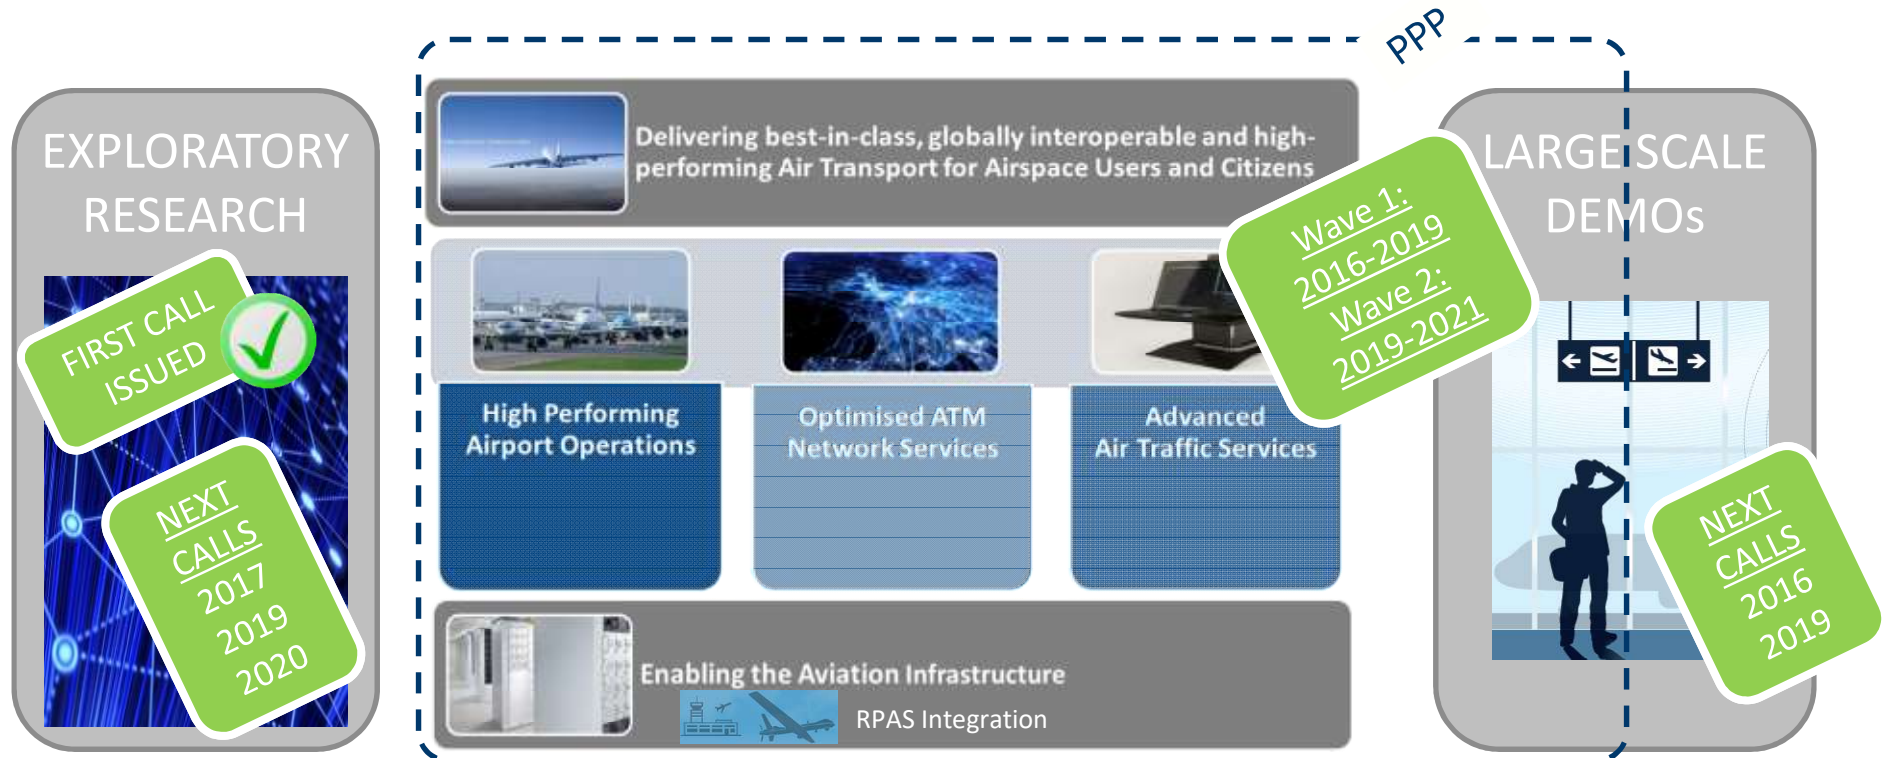 PPP
EXPLORATORY
RESEARCH
FIRST CALL
ISSUED
NEXT
CALLS
2017
2019
2020
Delivering best-in-class, globally interoperable and high-
performing Air Transport for Airspace Users and Citizens
High Performing
Airport Operations
Optimised ATM
Network Services
Advanced
Air Traffic Services
Enabling the Aviation Infrastructure
RPAS Integration
Wave 1:
2016-2019
Wave 2:
2019-2021
LARGE SCALE
DEMOs
NEXT
CALLS
2016
2019